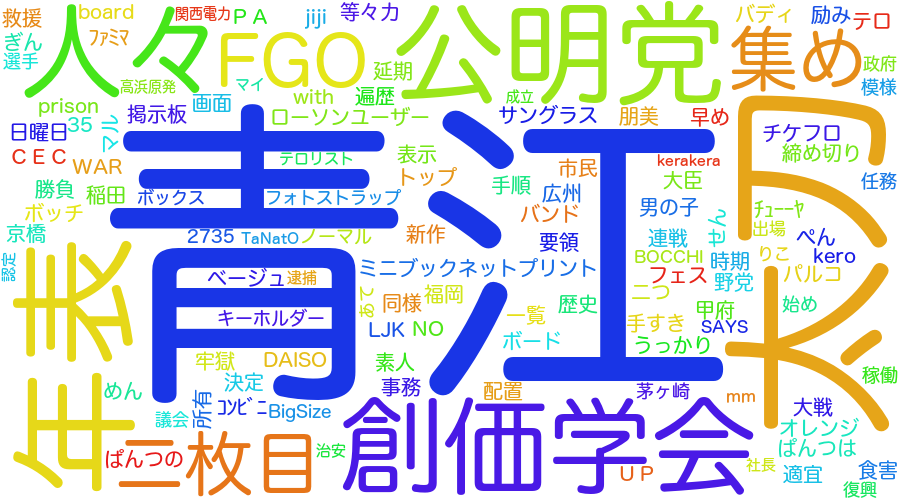 救援
board
関西電力
ＰＡ
jiji
等々力
バディ
励み
テロ
人々
FGO
公明党
集め
ぎん
選手
ﾌｧﾐﾏ
高浜原発
マイ
延期
政府
模様
prison
画面
with
遍歴
成立
35
マル
掲示板
ローソンユーザー
サングラス
朋美
早め
日曜日
チケフロ
ＣＥＣ
WAR
テロリスト
表示
市民
kerakera
締め切り
勝負
稲田
ボックス
フォトストラップ
トップ
手順
広州
大臣
任務
ボッチ
バンド
男の子
ﾁｭｰｰﾔ
京橋
2735
TaNatO
ノーマル
新作
要領
連戦
せん
出場
ぺん
青江
太閃
年表
認定
ベージュ
逮捕
ミニブックネットプリント
BOCCHI
時期
りこ
kero
フェス
野党
パルコ
キーホルダー
あて
同様
福岡
一覧
歴史
二つ
甲府
始め
LJK
NO
手すき
SAYS
牢獄
DAISO
素人
ボード
うっかり
めん
決定
事務
配置
茅ヶ崎
mm
稼働
所有
ｺﾝﾋﾞﾆ
BigSize
創価学会
大戦
議会
オレンジ
ぱんつの
二枚目
治安
ＵＰ
社長
ぱんつは
適宜
食害
復興